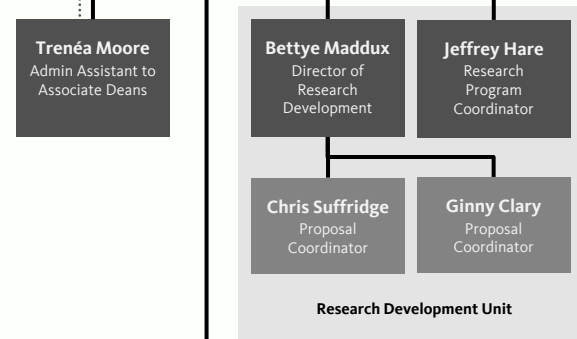 Trenéa Moore
Admin Assistant to
Associate Deans
Bettye Maddux
Director of
Research
Development
Jeffrey Hare
Research
Program
Coordinator
Chris Suffridge
Proposal
Coordinator
Ginny Clary
Proposal
Coordinator
Research Development Unit